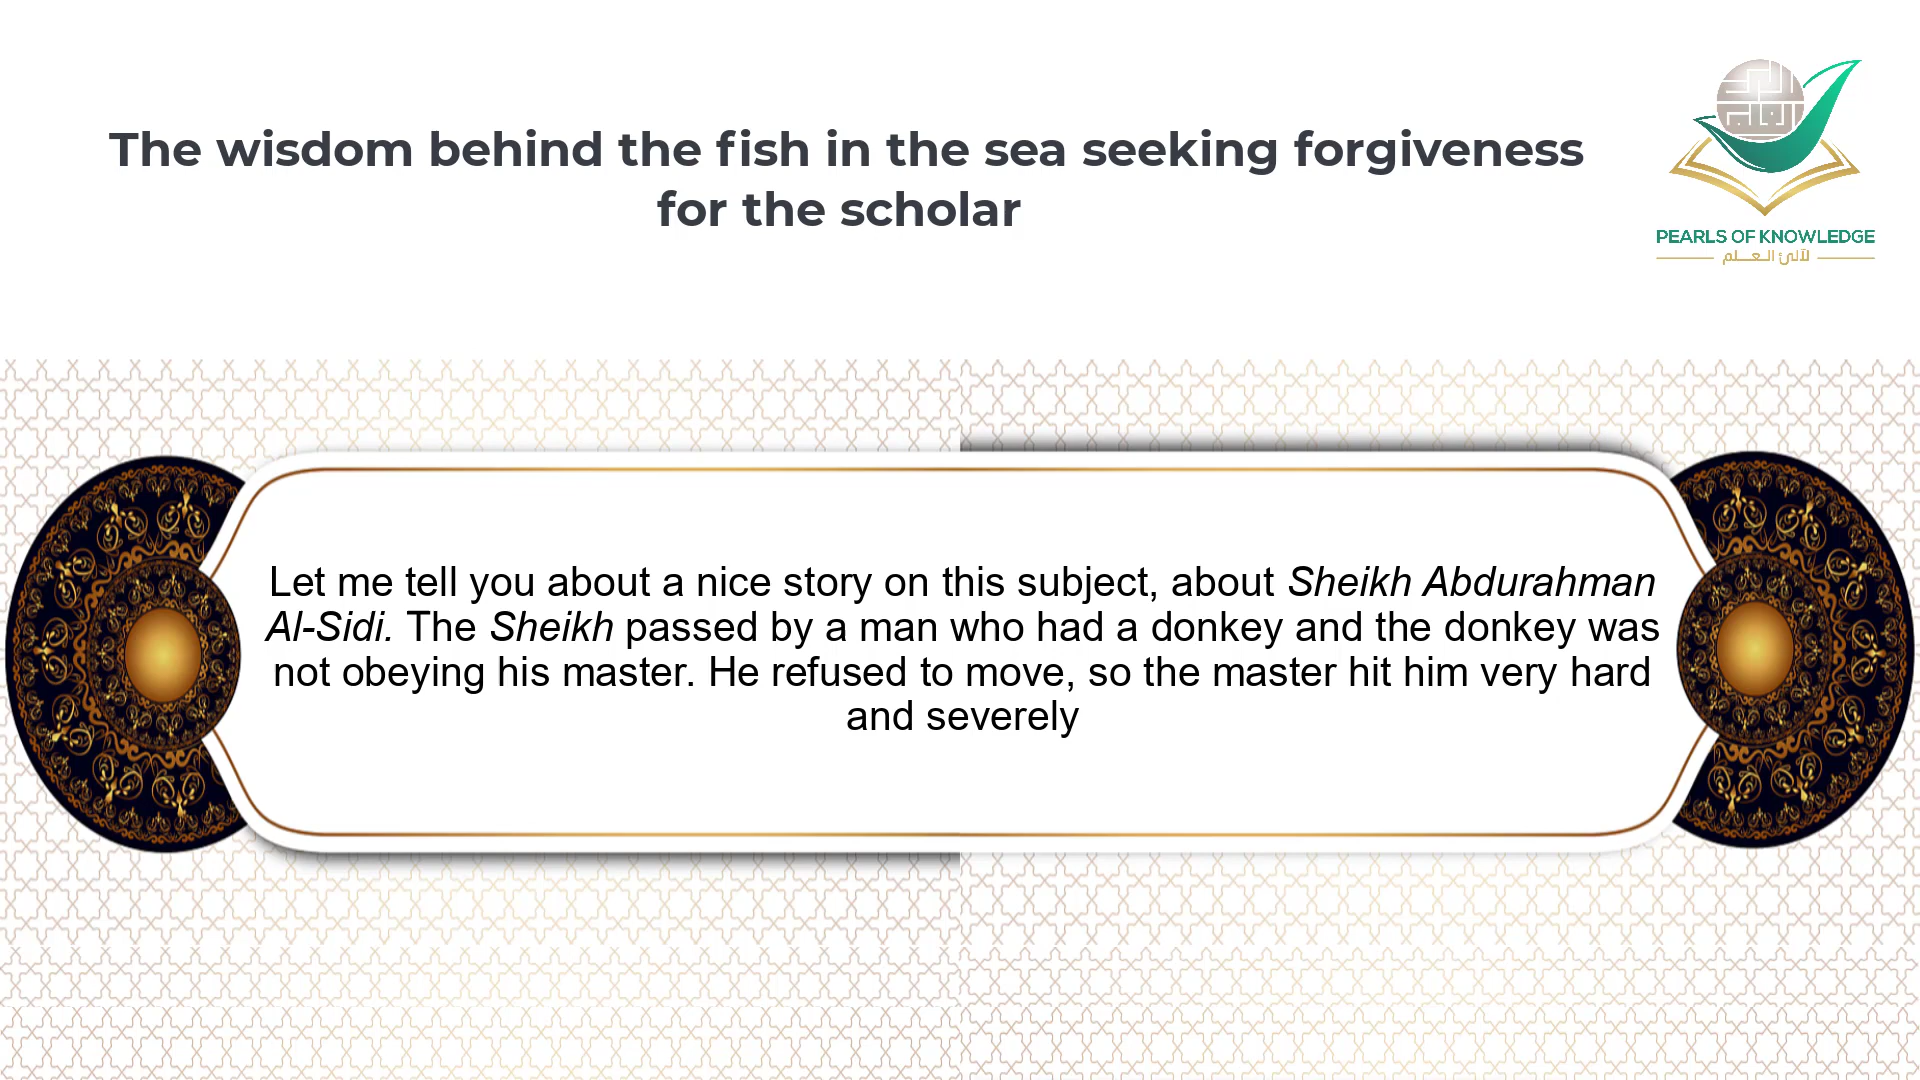 The wisdom behind the fish in the sea seeking forgiveness
for the scholar
PEARLS OF KNOWLEDGE
لآلئ العلم
Let me tell you about a nice story on this subject, about Sheikh Abdurahman
Al-Sidi. The Sheikh passed by a man who had a donkey and the donkey was
not obeying his master. He refused to move, so the master hit him very hard
and severely